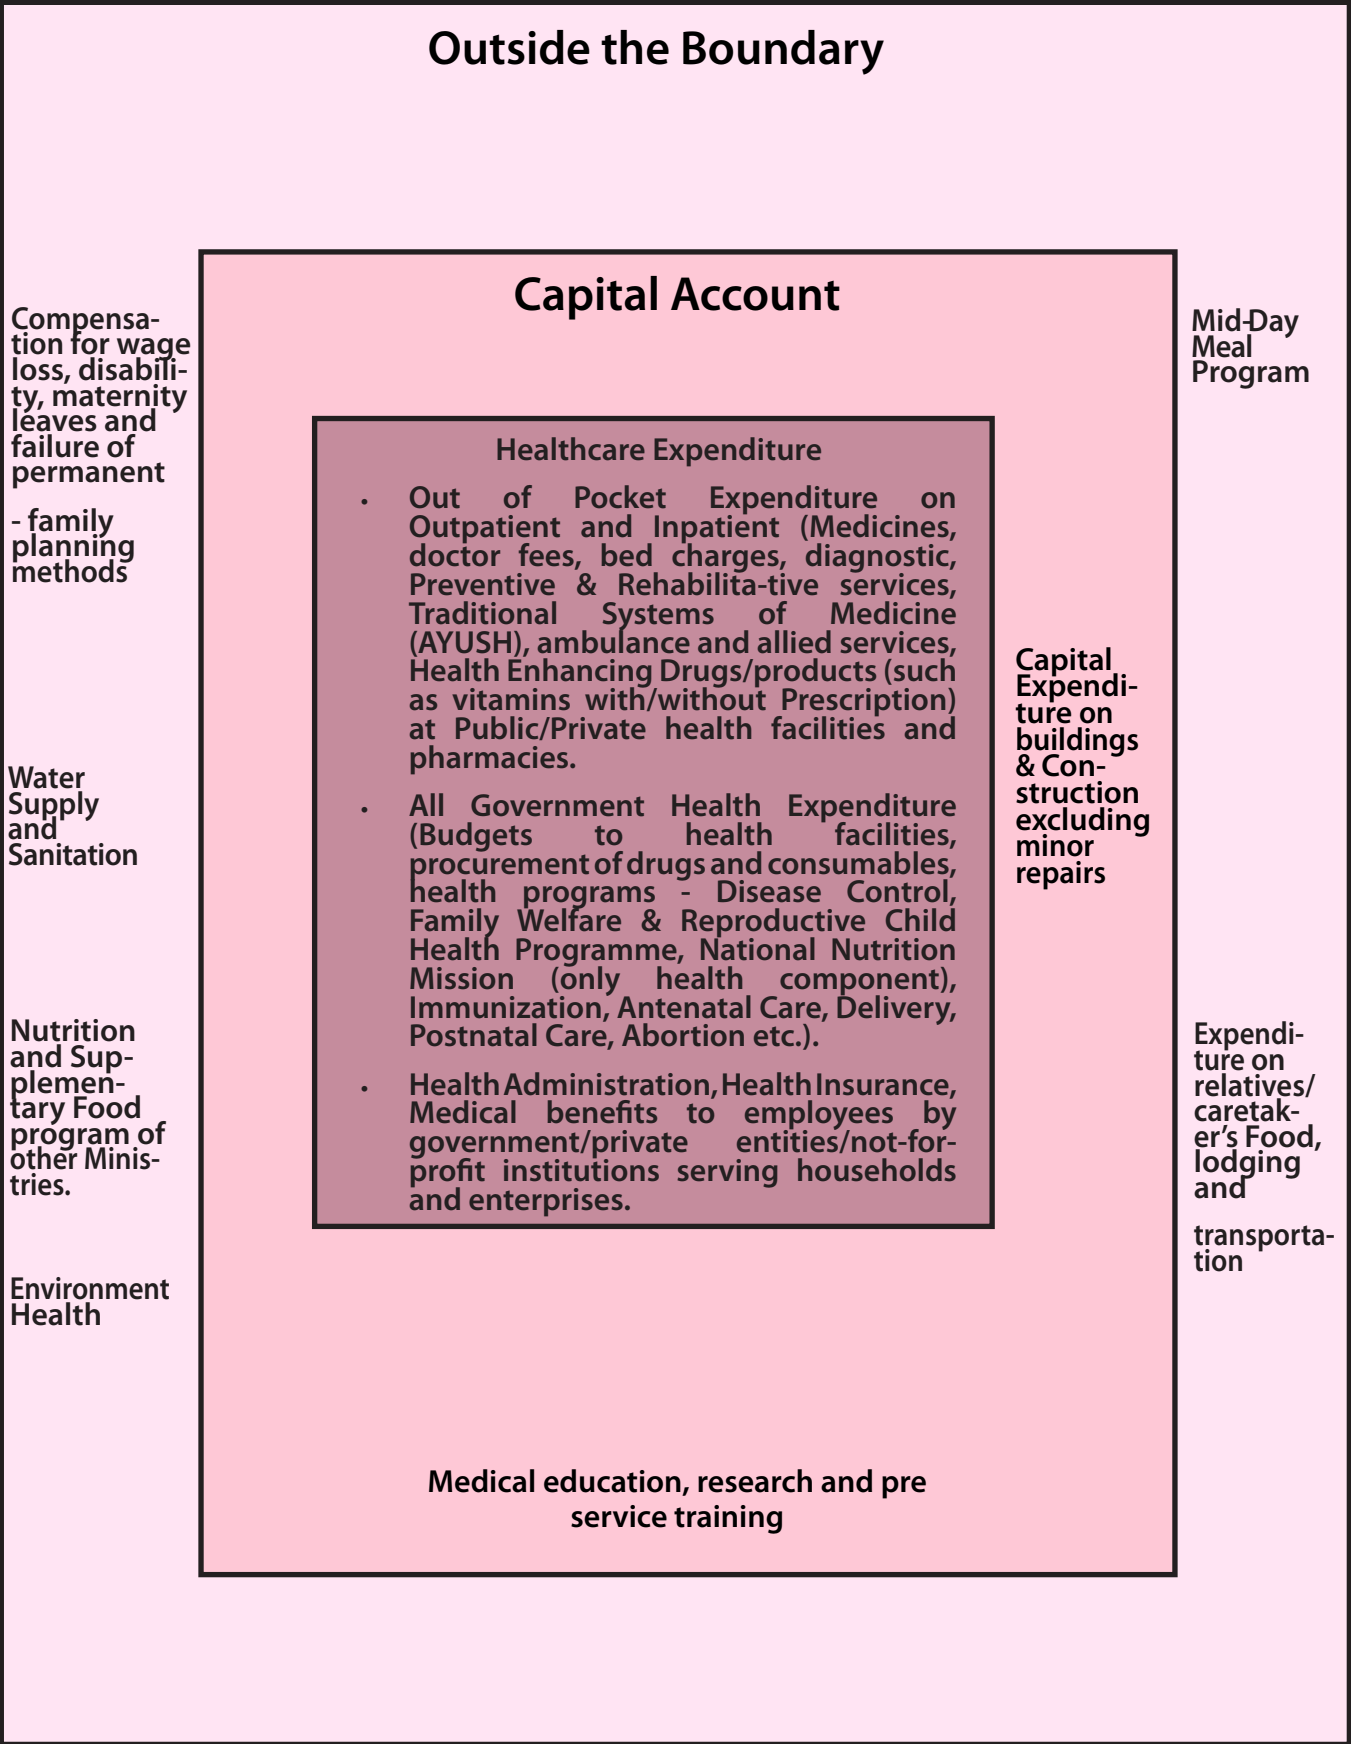 Outside the Boundary
Capital Account
Compensa-
tion for wage
loss, disabili-
ty, maternity
leaves and
failure of
permanent
- family
planning
methods
Water
Supply
and
Sanitation
Nutrition
and Sup-
plemen-
tary Food
program of
other Minis-
tries.
Environment
Health
Healthcare Expenditure
• Out of Pocket Expenditure on
Outpatient and Inpatient (Medicines,
doctor fees, bed charges, diagnostic,
Preventive & Rehabilita-tive services,
Traditional Systems of Medicine
(AYUSH), ambulance and allied services,
Health Enhancing Drugs/products (such
as vitamins with/without Prescription)
at Public/Private health facilities and
pharmacies.
• All Government Health Expenditure
(Budgets to health facilities,
procurement of drugs and consumables,
health programs - Disease Control,
Family Welfare & Reproductive Child
Health Programme, National Nutrition
Mission (only health component),
Immunization, Antenatal Care, Delivery,
Postnatal Care, Abortion etc.).
• Health Administration, Health Insurance,
Medical benefits to employees by
government/private entities/not-for-
profit institutions serving households
and enterprises.
Capital
Expendi-
ture on
buildings
& Con-
struction
excluding
minor
repairs
Medical education, research and pre
service training
Mid-Day
Meal
Program
Expendi-
ture on
relatives/
caretak-
er's Food,
lodging
and
transporta-
tion